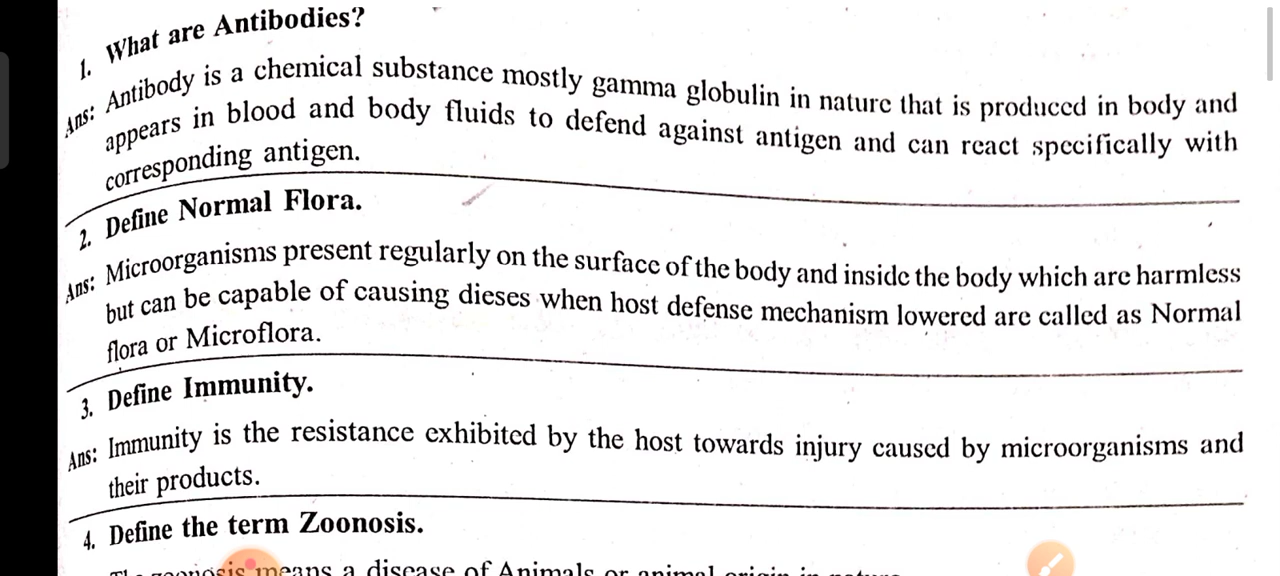 1. What are Antibodies?
Ans: Antibody is a chemical substance mostly gamma globulin in nature that is produced in body and
appears in blood and body fluids to defend against antigen and can react specifically with
corresponding antigen.
2. Define Normal Flora.
Ans: Microorganisms present regularly on the surface of the body and inside the body which are harmless
but can be capable of causing dieses when host defense mechanism lowered are called as Normal
flora or Microflora.
3. Define Immunity.
Ans: Immunity is the resistance exhibited by the host towards injury caused by microorganisms and
their products.
4. Define the term Zoonosis.
means a disease of Animals or animal origin in